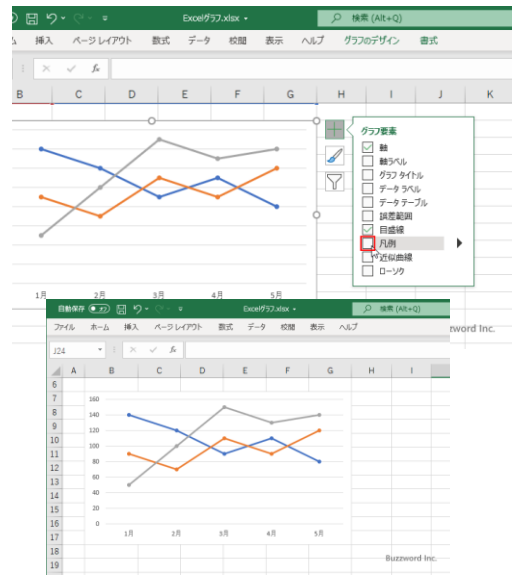 Excelグラフ.xlsx
検索 (Alt+Q)
挿入 ページ レイアウト 数式 データ 校閲 表示 ヘルプ グラフのデザイン 書式
fx
B C D E F G H I J K
グラフ要素
軸
軸ラベル
グラフ タイトル
データ ラベル
データ テーブル
誤差範囲
目盛線
凡例
近似曲線
ローソク
1月 2月 3月 4月 5月
自動保存 オフ Excelグラフ.xlsx 検索 (Alt+Q)
ファイル ホーム 挿入 ページ レイアウト 数式 データ 校閲 表示 ヘルプ
zword Inc.
J24 fx
A B C D E F G H I
6
7
8
9
10
11
12
13
14
15
16
17
18
19
160
140
120
100
80
60
40
20
0
1月 2月 3月 4月 5月
Buzzword Inc.